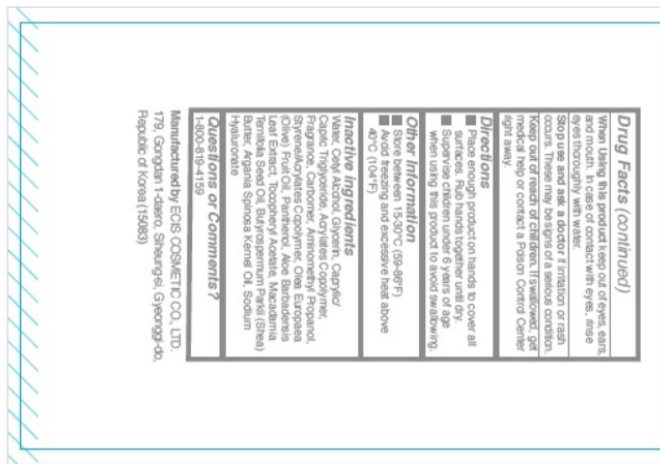 Drug Facts (continued)
When Using this product keep out of eyes, ears,
and mouth. In case of contact with eyes, rinse
eyes thoroughly with water.
Stop use and ask a doctor if irritation or rash
occurs. These may be signs of a serious condition.
Keep out of reach of children. If swallowed, get
medical help or contact a Poison Control Center
right away.
Directions
■ Place enough product on hands to cover all
surfaces. Rub hands together until dry.
■ Supervise children under 6 years of age
when using this product to avoid swallowing.
Other Information
■ Store between 15-30°C (59-86°F)
■ Avoid freezing and excessive heat above
40°C (104°F)
Inactive ingredients
Water, Cetyl Alcohol, Glycerin, Caprylic/
Capric Triglyceride, Acrylates Copolymer,
Fragrance, Carbomer, Aminomethyl Propanol,
Styrene/Acrylates Copolymer, Olea Europaea
(Olive) Fruit Oil, Panthenol, Aloe Barbadensis
Leaf Extract, Tocopheryl Acetate, Macadamia
Ternifolia Seed Oil, Butyrospermum Parkii (Shea)
Butter, Argania Spinosa Kernel Oil, Sodium
Hyaluronate
Questions or Comments?
1-800-819-4159
Manufactured by ECIS COSMETIC CO., LTD.
179, Gongdan 1-daero, Siheung-si, Gyeonggi-do,
Republic of Korea (15083)